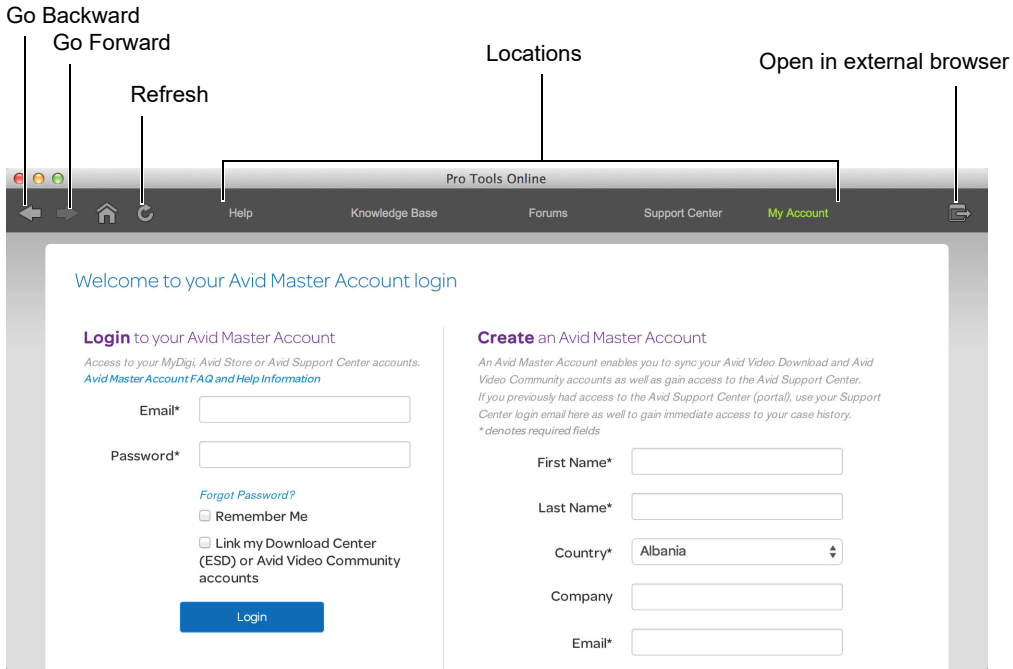 Go Backward
Go Forward
Locations
Open in external browser
Refresh
Pro Tools Online
Help Knowledge Base Forums Support Center My Account
Welcome to your Avid Master Account login
Login to your Avid Master Account
Access to your MyDigi, Avid Store or Avid Support Center accounts.
Avid Master Account FAQ and Help Information
Email*
Password*
Forgot Password?
Remember Me
Link my Download Center
(ESD) or Avid Video Community
accounts
Login
Create an Avid Master Account
An Avid Master Account enables you to sync your Avid Video Download and Avid
Video Community accounts as well as gain access to the Avid Support Center.
If you previously had access to the Avid Support Center (portal), use your Support
Center login email here as well to gain immediate access to your case history.
* denotes required fields
First Name*
Last Name*
Country* Albania
Company
Email*